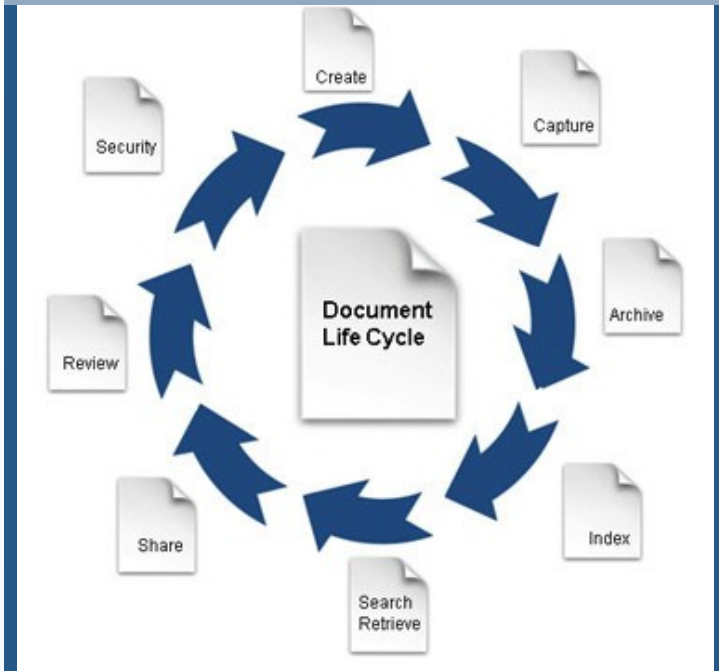 Create
Capture
Security
Archive
Document
Life Cycle
Review
Index
Share
Search
Retrieve